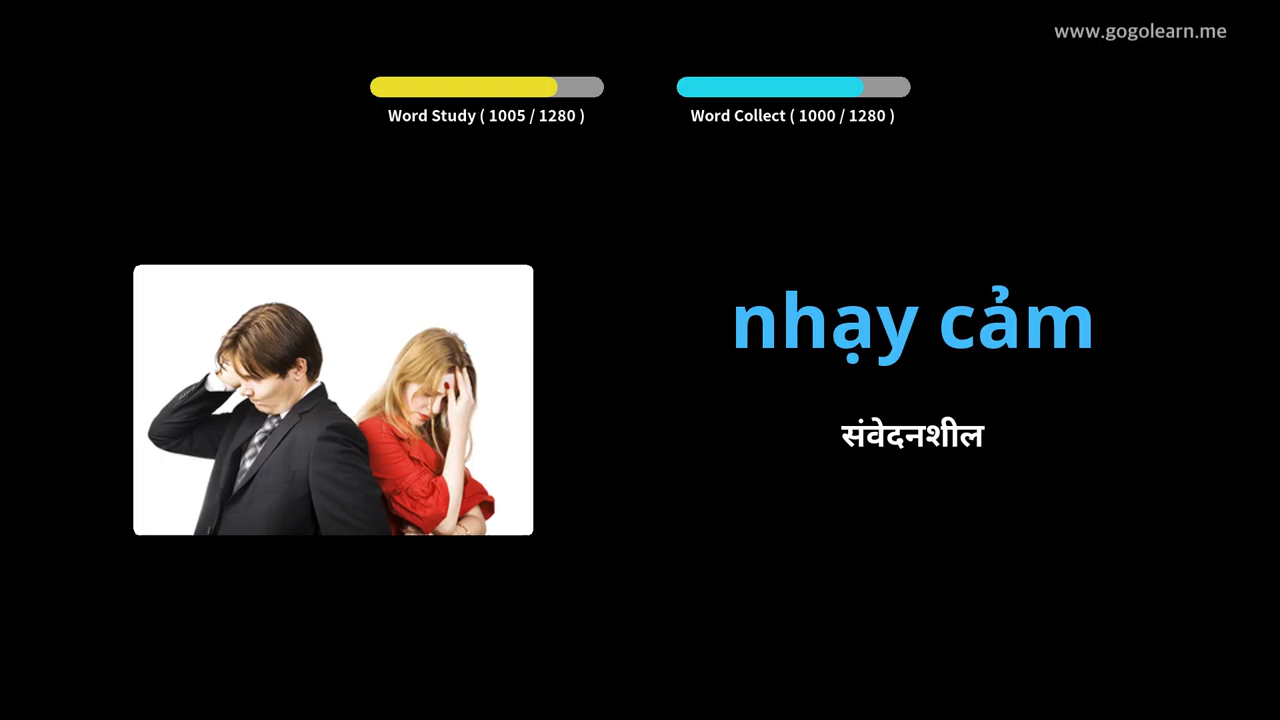 www.gogolearn.me
Word Study ( 1005 / 1280 )
Word Collect ( 1000 / 1280 )
nhạy cảm
संवेदनशील